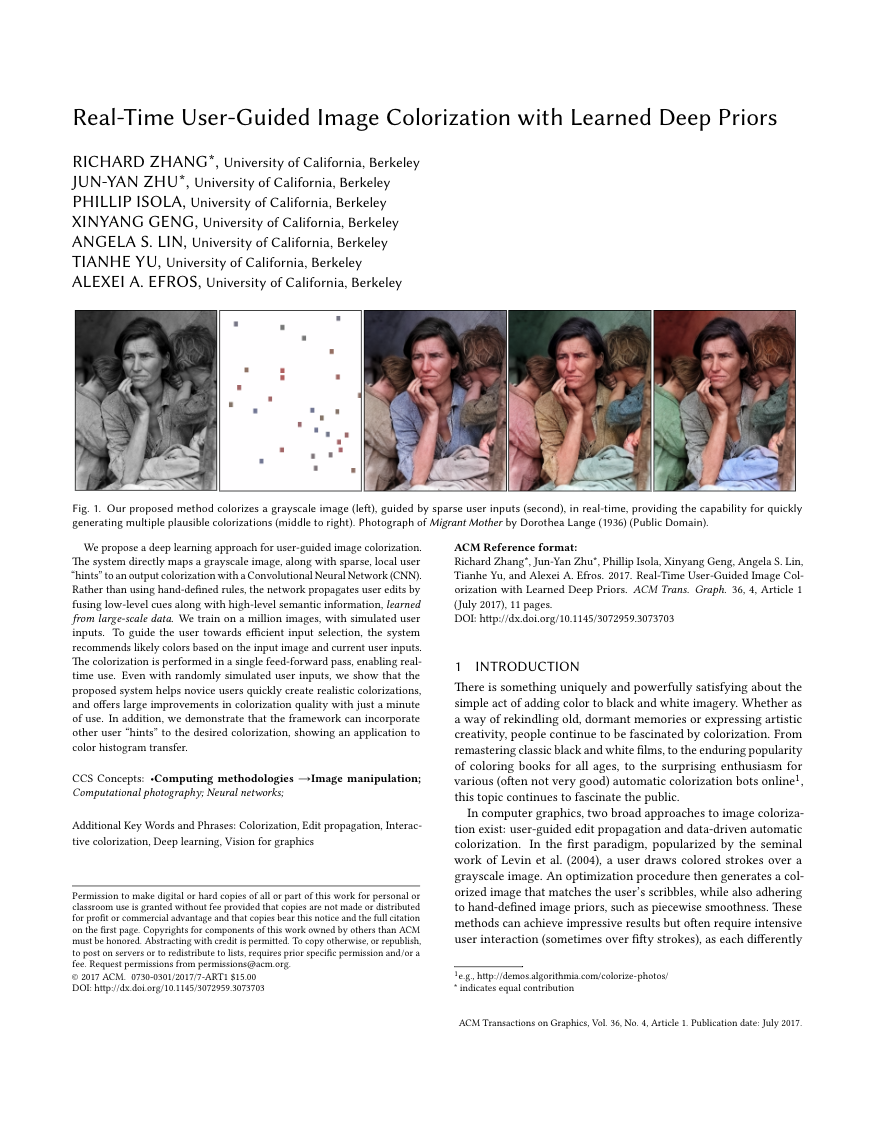 Real-Time User-Guided Image Colorization with Learned Deep Priors
RICHARD ZHANG*, University of California, Berkeley
JUN-YAN ZHU*, University of California, Berkeley
PHILLIP ISOLA, University of California, Berkeley
XINYANG GENG, University of California, Berkeley
ANGELA S. LIN, University of California, Berkeley
TIANHE YU, University of California, Berkeley
ALEXEI A. EFROS, University of California, Berkeley
Fig. 1. Our proposed method colorizes a grayscale image (left), guided by sparse user inputs (second), in real-time, providing the capability for quickly
generating multiple plausible colorizations (middle to right). Photograph of Migrant Mother by Dorothea Lange (1936) (Public Domain).
We propose a deep learning approach for user-guided image colorization.
The system directly maps a grayscale image, along with sparse, local user
“hints” to an output colorization with a Convolutional Neural Network (CNN).
Rather than using hand-defined rules, the network propagates user edits by
fusing low-level cues along with high-level semantic information, learned
from large-scale data. We train on a million images, with simulated user
inputs. To guide the user towards efficient input selection, the system
recommends likely colors based on the input image and current user inputs.
The colorization is performed in a single feed-forward pass, enabling real-
time use. Even with randomly simulated user inputs, we show that the
proposed system helps novice users quickly create realistic colorizations,
and offers large improvements in colorization quality with just a minute
of use. In addition, we demonstrate that the framework can incorporate
other user “hints” to the desired colorization, showing an application to
color histogram transfer.
CCS Concepts: •Computing methodologies →Image manipulation;
Computational photography; Neural networks;
Additional Key Words and Phrases: Colorization, Edit propagation, Interac-
tive colorization, Deep learning, Vision for graphics
Permission to make digital or hard copies of all or part of this work for personal or
classroom use is granted without fee provided that copies are not made or distributed
for profit or commercial advantage and that copies bear this notice and the full citation
on the first page. Copyrights for components of this work owned by others than ACM
must be honored. Abstracting with credit is permitted. To copy otherwise, or republish,
to post on servers or to redistribute to lists, requires prior specific permission and/or a
fee. Request permissions from permissions@acm.org.
© 2017 ACM. 0730-0301/2017/7-ART1 $15.00
DOI: http://dx.doi.org/10.1145/3072959.3073703
ACM Reference format:
Richard Zhang*, Jun-Yan Zhu*, Phillip Isola, Xinyang Geng, Angela S. Lin,
Tianhe Yu, and Alexei A. Efros. 2017. Real-Time User-Guided Image Col-
orization with Learned Deep Priors. ACM Trans. Graph. 36, 4, Article 1
(July 2017), 11 pages.
DOI: http://dx.doi.org/10.1145/3072959.3073703
1 INTRODUCTION
There is something uniquely and powerfully satisfying about the
simple act of adding color to black and white imagery. Whether as
a way of rekindling old, dormant memories or expressing artistic
creativity, people continue to be fascinated by colorization. From
remastering classic black and white films, to the enduring popularity
of coloring books for all ages, to the surprising enthusiasm for
various (often not very good) automatic colorization bots online1,
this topic continues to fascinate the public.
In computer graphics, two broad approaches to image coloriza-
tion exist: user-guided edit propagation and data-driven automatic
colorization. In the first paradigm, popularized by the seminal
work of Levin et al. (2004), a user draws colored strokes over a
grayscale image. An optimization procedure then generates a col-
orized image that matches the user’s scribbles, while also adhering
to hand-defined image priors, such as piecewise smoothness. These
methods can achieve impressive results but often require intensive
user interaction (sometimes over fifty strokes), as each differently
1e.g., http://demos.algorithmia.com/colorize-photos/
* indicates equal contribution
ACM Transactions on Graphics, Vol. 36, No. 4, Article 1. Publication date: July 2017.